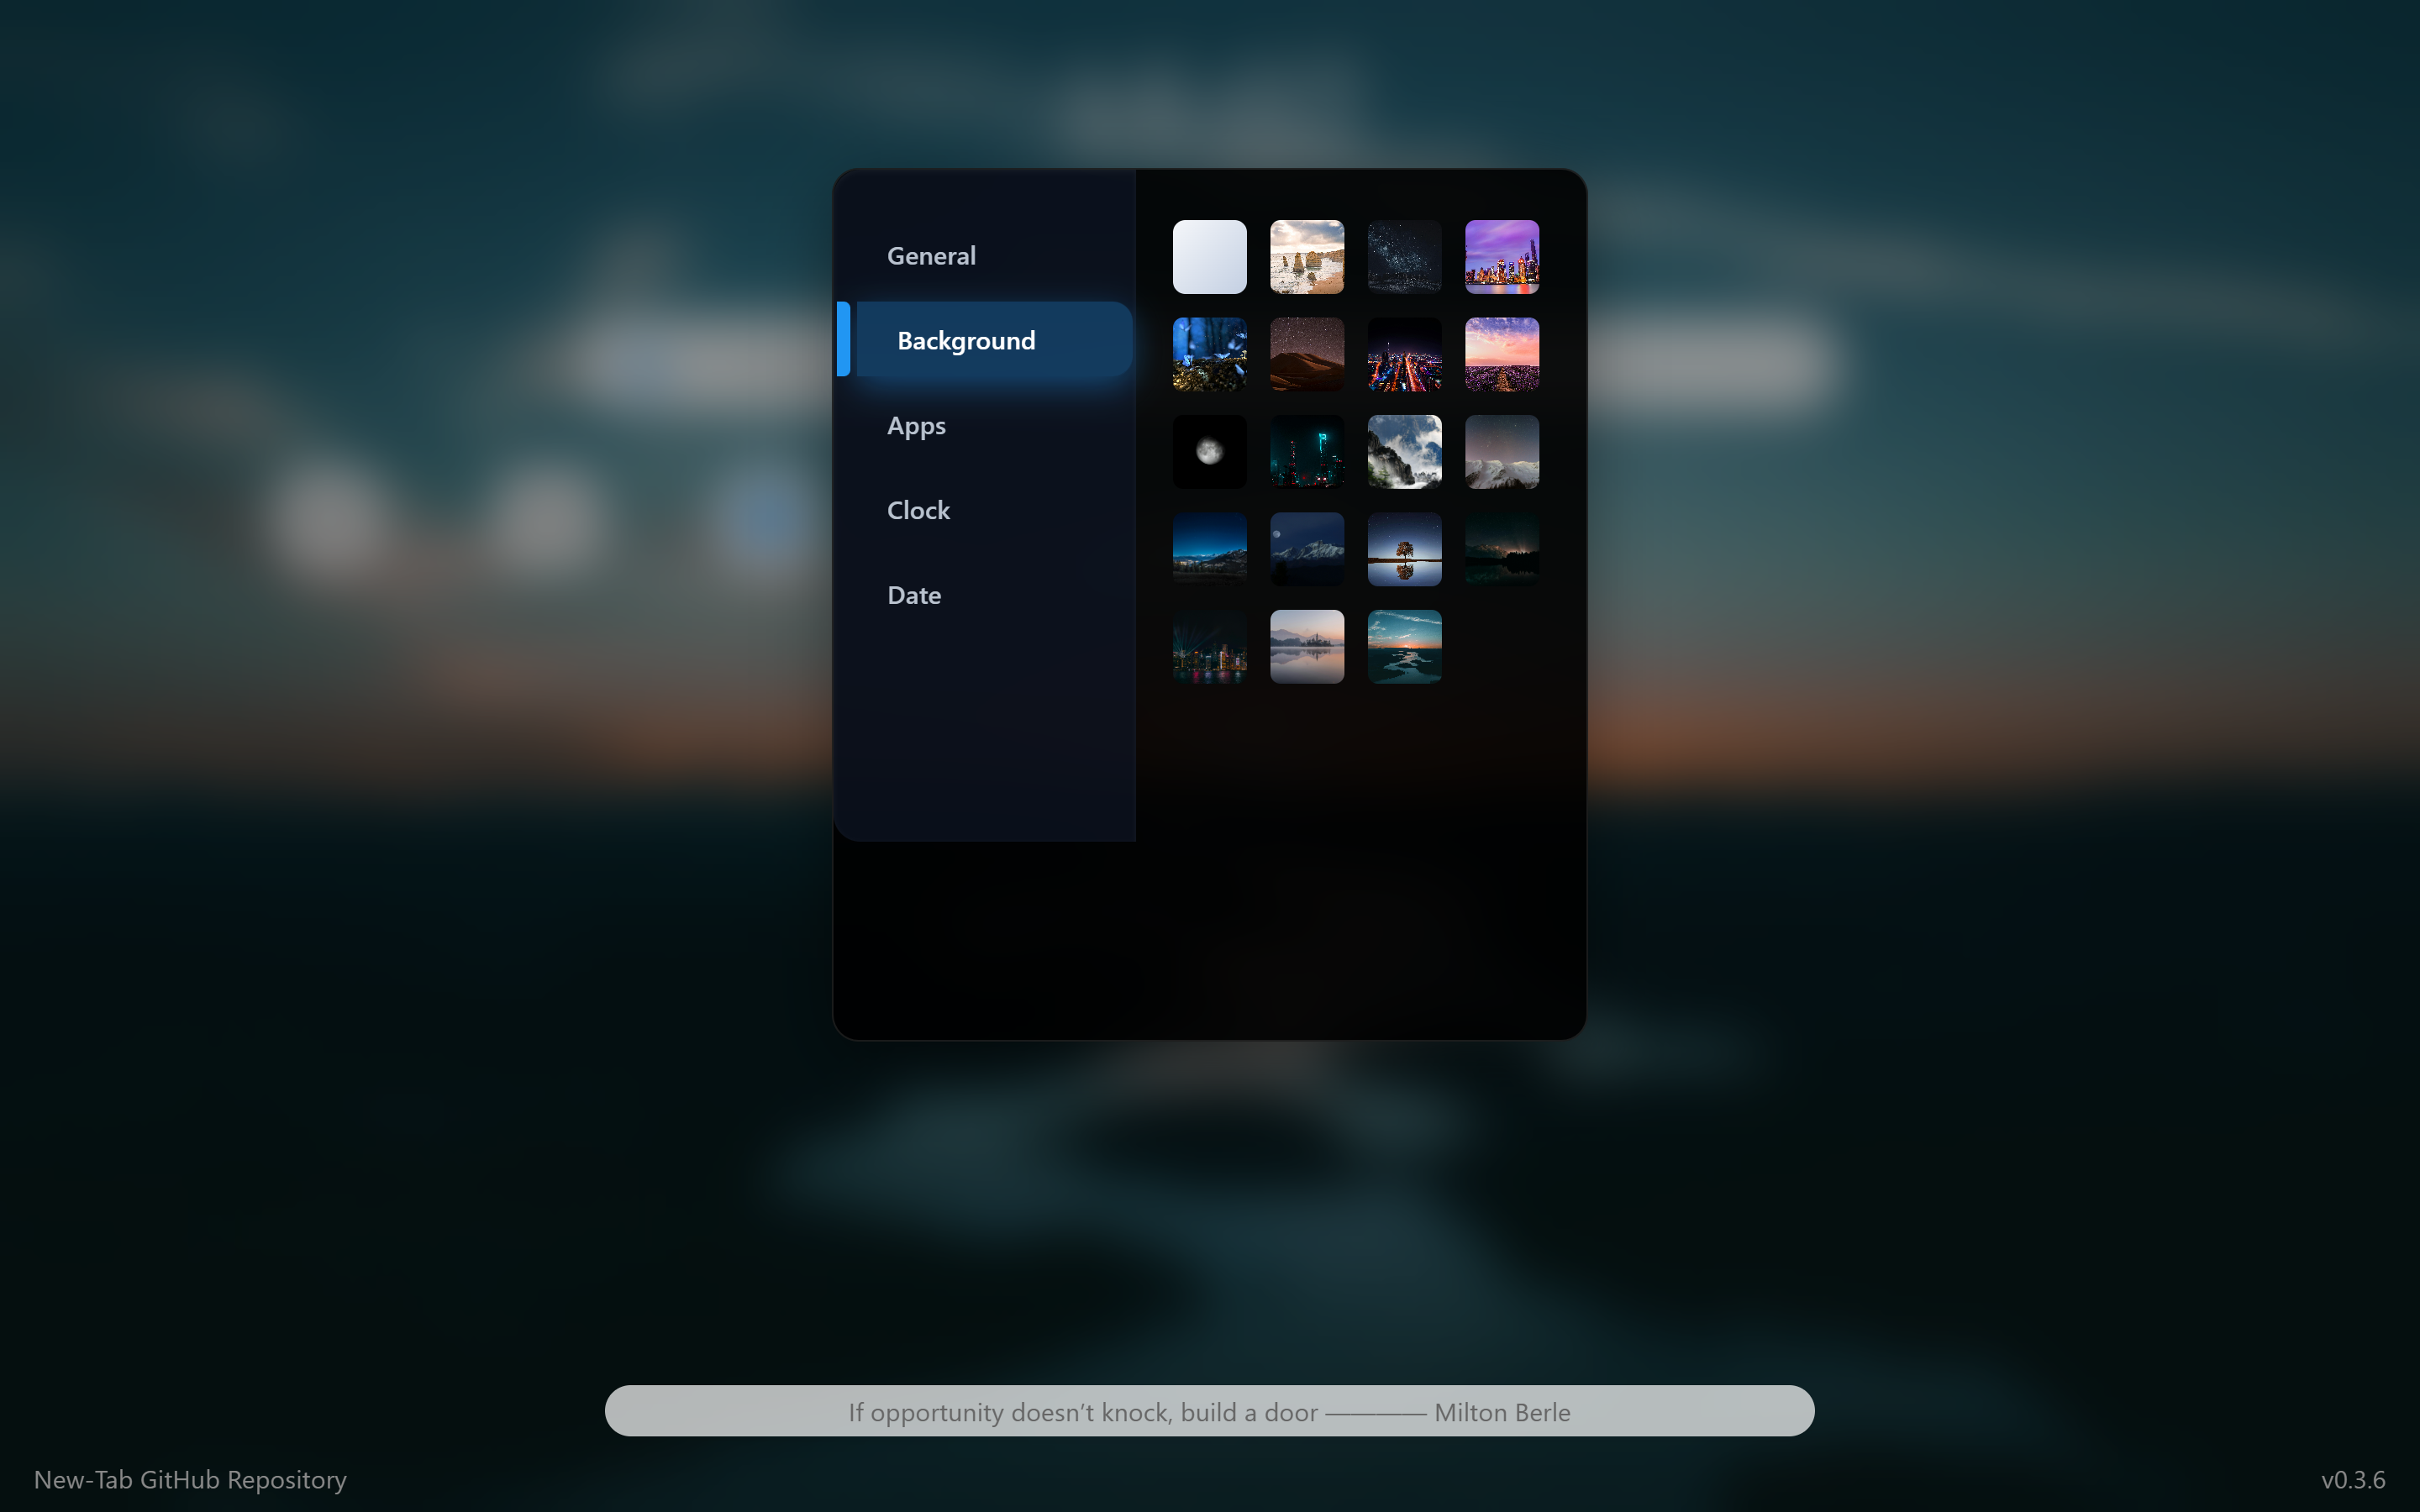 General
Background
Apps
Clock
Date
If opportunity doesn’t knock, build a door ———— Milton Berle
New-Tab GitHub Repository
v0.3.6